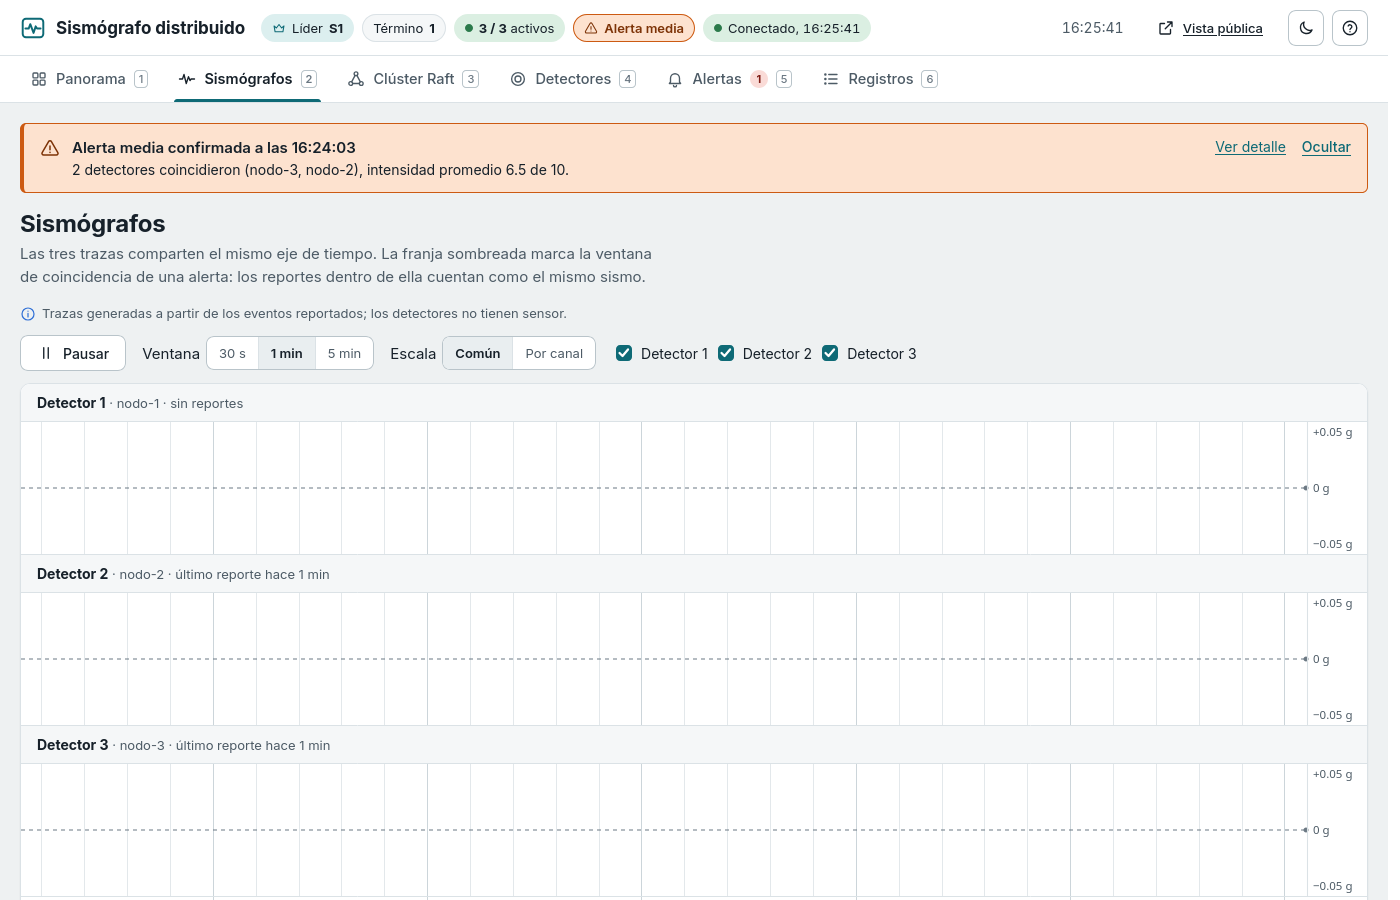 Sismógrafo distribuido
Líder S1
Término 1
3 / 3 activos
Alerta media
Conectado, 16:25:41
16:25:41
Vista pública
Panorama 1
Sismógrafos 2
Clúster Raft 3
Detectores 4
Alertas 1 5
Registros 6
Alerta media confirmada a las 16:24:03
Ver detalle
Ocultar
2 detectores coincidieron (nodo-3, nodo-2), intensidad promedio 6.5 de 10.
Sismógrafos
Las tres trazas comparten el mismo eje de tiempo. La franja sombreada marca la ventana
de coincidencia de una alerta: los reportes dentro de ella cuentan como el mismo sismo.
Trazas generadas a partir de los eventos reportados; los detectores no tienen sensor.
Pausar
Ventana 30 s 1 min 5 min
Escala Común Por canal
Detector 1
Detector 2
Detector 3
Detector 1 · nodo-1 · sin reportes
+0.05 g
0 g
−0.05 g
Detector 2 · nodo-2 · último reporte hace 1 min
+0.05 g
0 g
−0.05 g
Detector 3 · nodo-3 · último reporte hace 1 min
+0.05 g
0 g
−0.05 g